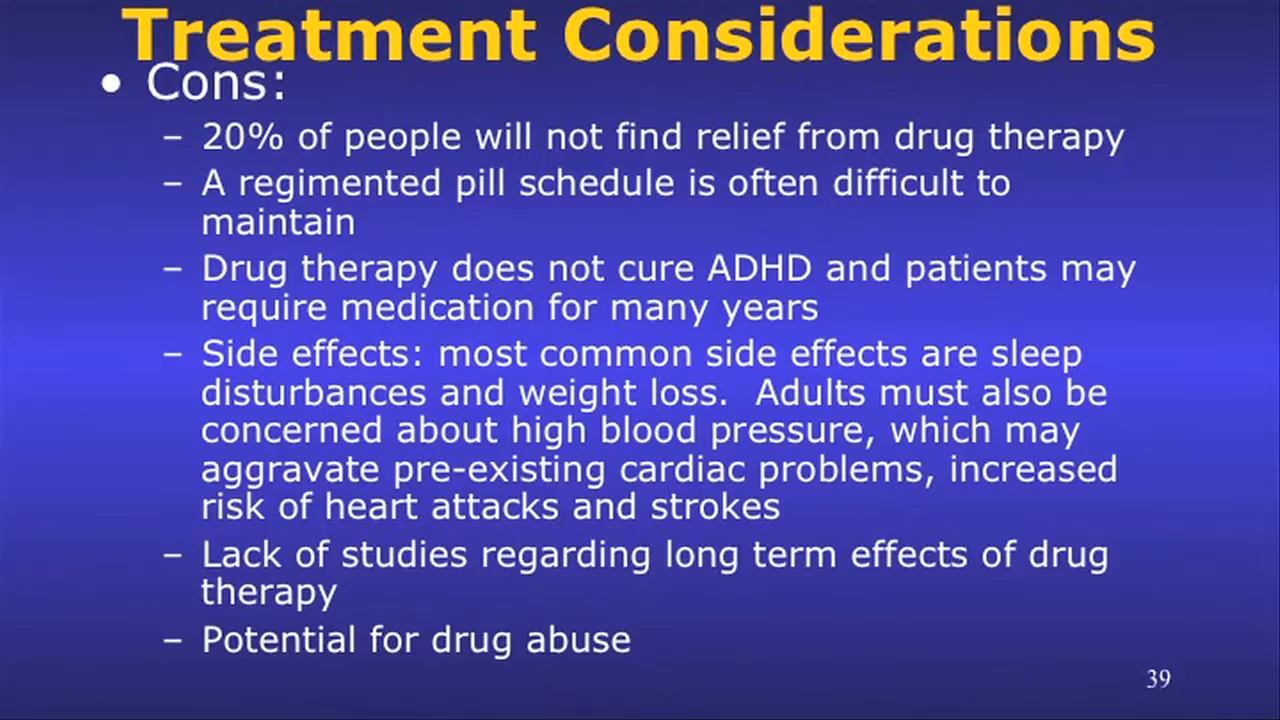 Treatment Considerations
• Cons:
– 20% of people will not find relief from drug therapy
– A regimented pill schedule is often difficult to
maintain
– Drug therapy does not cure ADHD and patients may
require medication for many years
– Side effects: most common side effects are sleep
disturbances and weight loss.  Adults must also be
concerned about high blood pressure, which may
aggravate pre-existing cardiac problems, increased
risk of heart attacks and strokes
– Lack of studies regarding long term effects of drug
therapy
– Potential for drug abuse
39